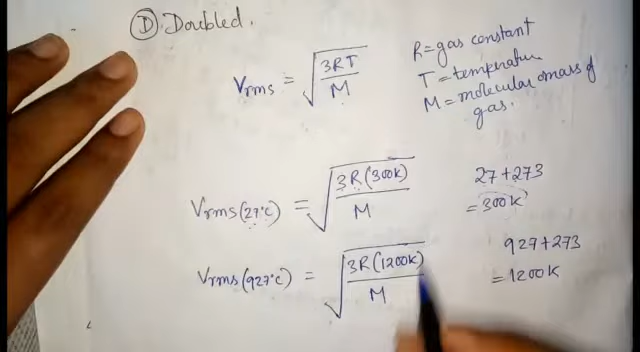 (D) Doubled.
Vrms = √(3RT/M)
R=gas constant
T=temperature
M=molecular mass of gas.
Vrms(27°C) = √(3R(300K)/M)
27+273
=300K
Vrms(927°C) = √(3R(1200K)/M)
927+273
=1200K